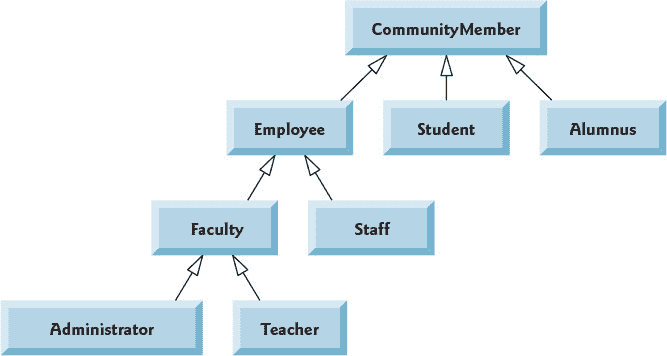 CommunityMember
Employee
Student
Alumnus
Faculty
Staff
Administrator
Teacher